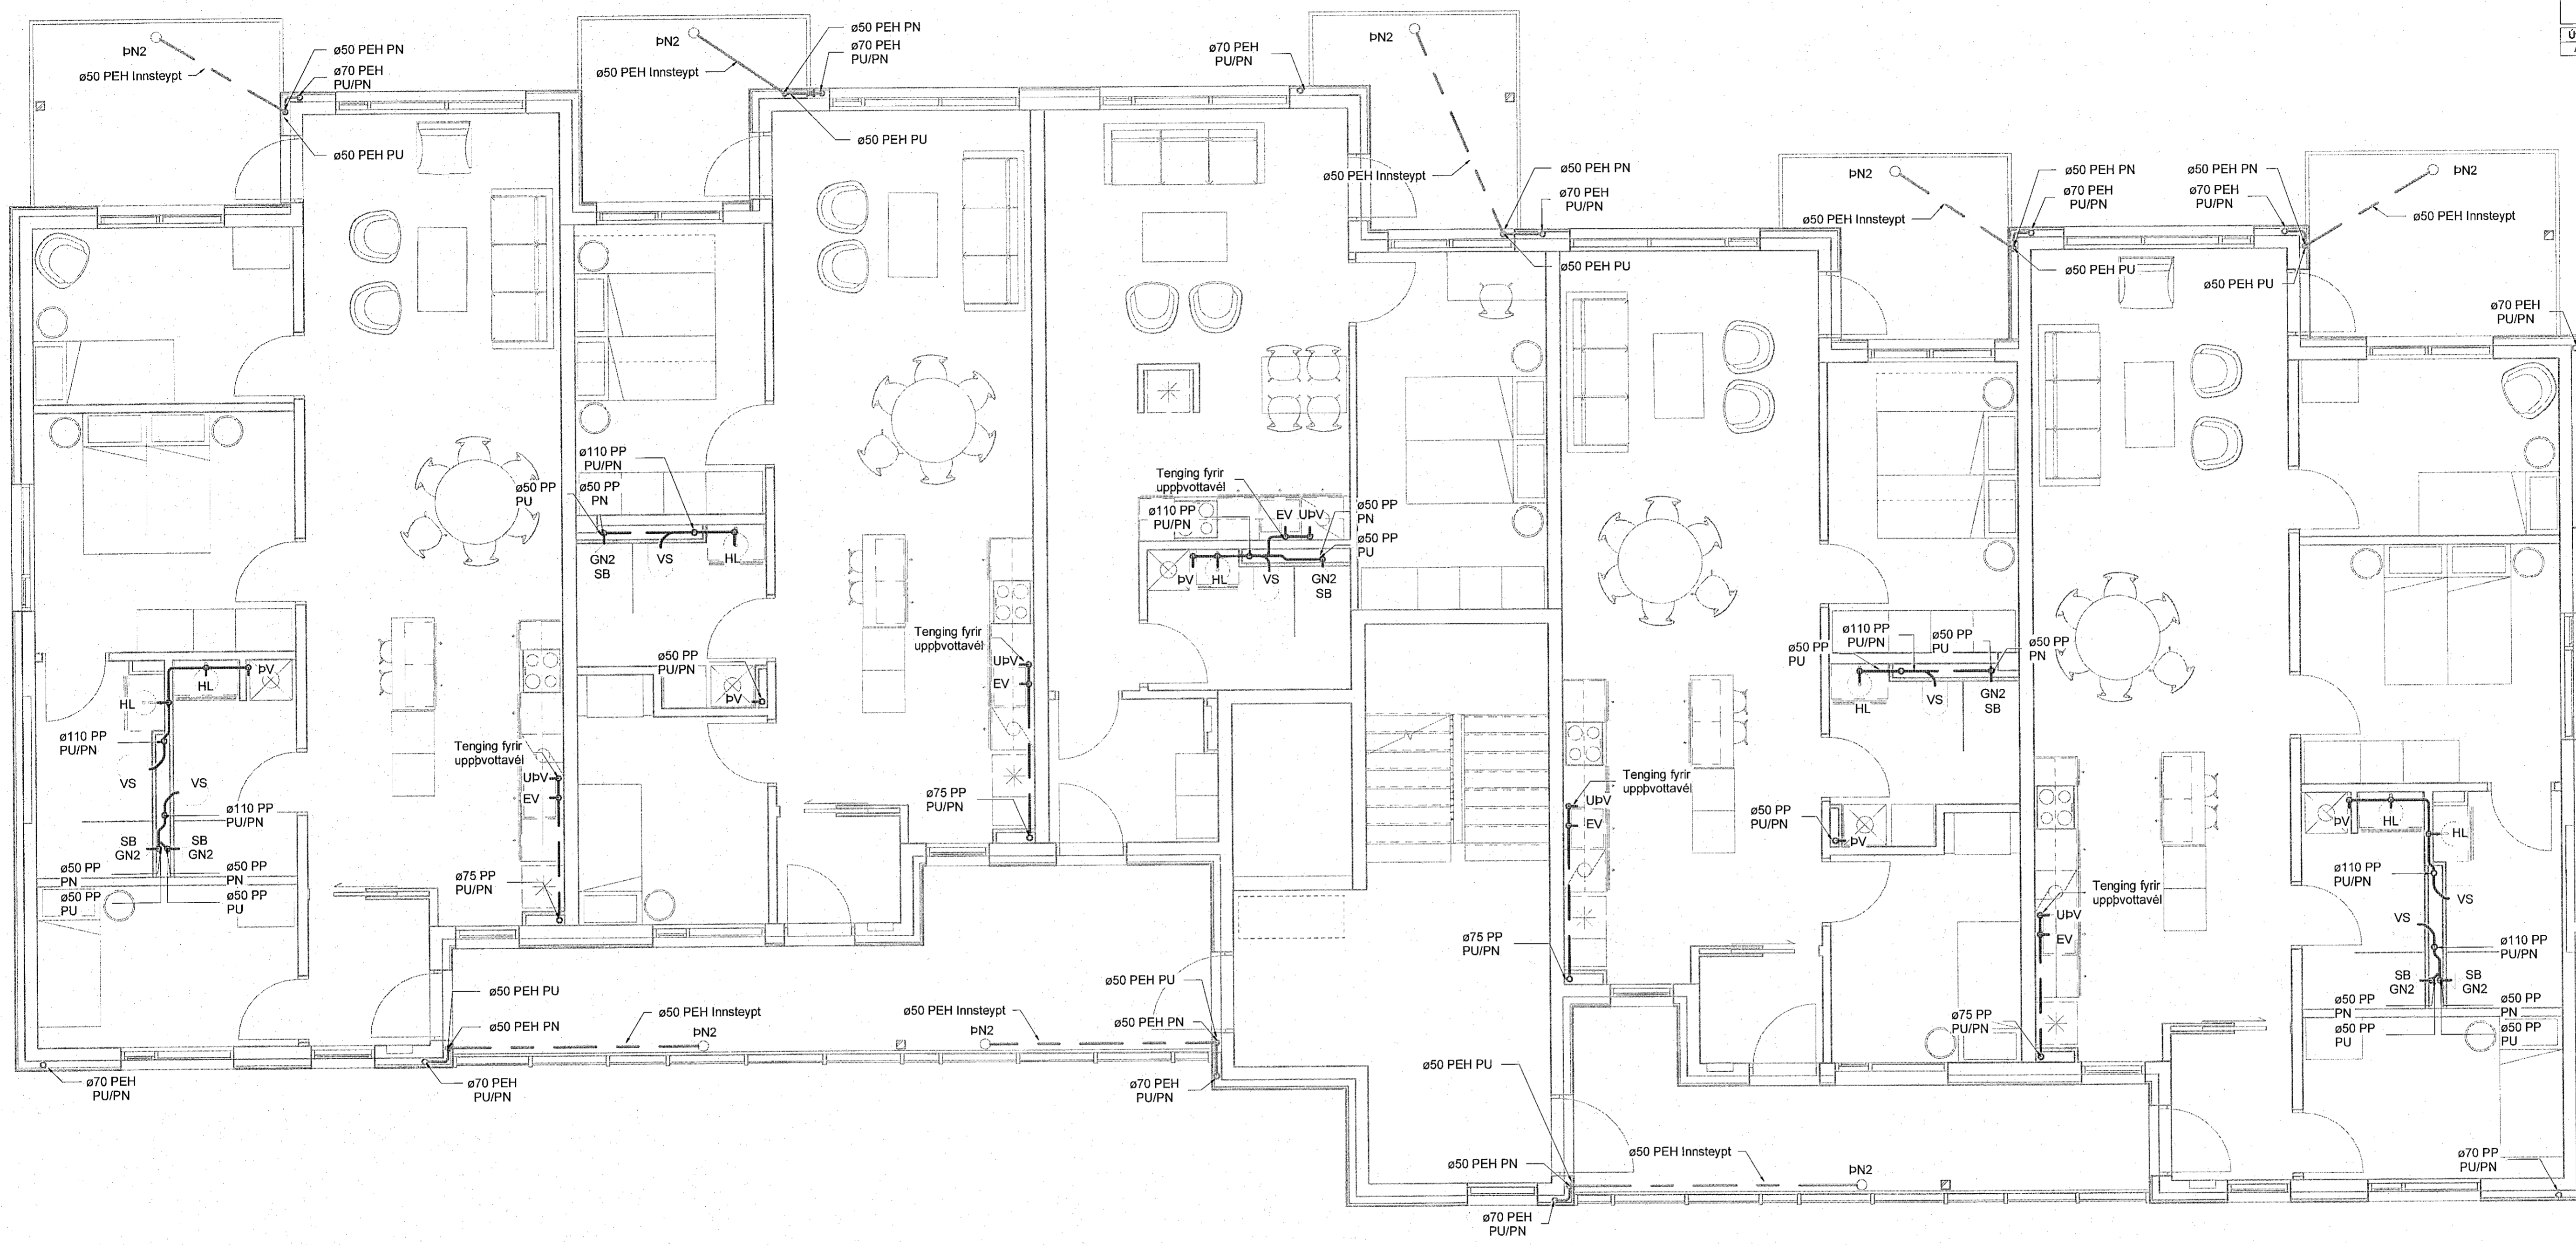 ÞN2
ø50 PEH Innsteypt
ø50 PEH PN
ø70 PEH
PU/PN
ø50 PEH PU
ÞN2
ø50 PEH Innsteypt
ø50 PEH PN
ø70 PEH
PU/PN
ø50 PEH PU
ø70 PEH
PU/PN
ÞN2
ø50 PEH Innsteypt
ø50 PEH PN
ø70 PEH
PU/PN
ø50 PEH PU
ÞN2
ø50 PEH Innsteypt
ø50 PEH PN
ø70 PEH
PU/PN
ø50 PEH PU
ø50 PEH PN
ø70 PEH
PU/PN
ø50 PEH PU
ÞN2
ø50 PEH Innsteypt
ø70 PEH
PU/PN
ø110 PP
PU/PN
ø50 PP
PU
ø50 PP
PN
GN2
SB
VS
HL
Tenging fyrir
uppþvottavél
ø110 PP
PU/PN
EV
UÞV
ø50 PP
PN
ø50 PP
PU
ÞV
HL
VS
GN2
SB
Tenging fyrir
uppþvottavél
UÞV
EV
ø50 PP
PU/PN
ÞV
ø75 PP
PU/PN
HL
ÞV
HL
ø110 PP
PU/PN
VS
VS
ø110 PP
PU/PN
SB
GN2
SB
GN2
ø50 PP
PN
ø50 PP
PN
ø50 PP
PU
ø50 PP
PU
Tenging fyrir
uppþvottavél
UÞV
EV
ø75 PP
PU/PN
ø50 PP
PU
ø110 PP
PU/PN
ø50 PP
PU
ø50 PP
PN
HL
VS
GN2
SB
Tenging fyrir
uppþvottavél
UÞV
EV
ø50 PP
PU/PN
ÞV
ø75 PP
PU/PN
ÞV
HL
HL
ø110 PP
PU/PN
VS
VS
ø110 PP
PU/PN
SB
GN2
SB
GN2
ø50 PP
PN
ø50 PP
PN
ø50 PP
PU
ø50 PP
PU
Tenging fyrir
uppþvottavél
UÞV
EV
ø75 PP
PU/PN
ø50 PEH PU
ø50 PEH PN
ø50 PEH Innsteypt
ÞN2
ø50 PEH Innsteypt
ÞN2
ø50 PEH PU
ø50 PEH PN
ø70 PEH
PU/PN
ø70 PEH
PU/PN
ø70 PEH
PU/PN
ø50 PEH PU
ø50 PEH PN
ø50 PEH Innsteypt
ÞN2
ø70 PEH
PU/PN
ø70 PP
PU/PN